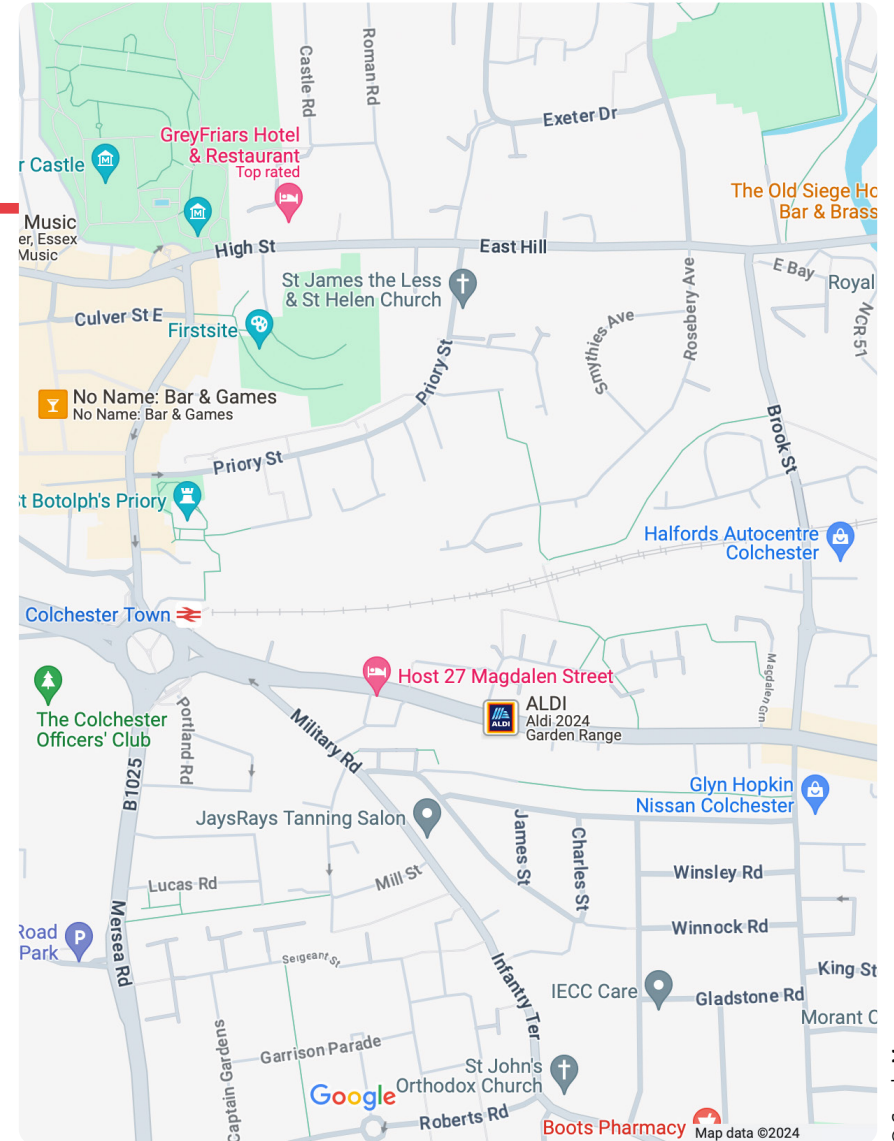 Castle Rd
Roman Rd
Exeter Dr
GreyFriars Hotel
& Restaurant
Top rated
r Castle
The Old Siege Ho
Bar & Brass
Music
er, Essex
Music
High St
East Hill
E Bay
Royal
NCR 51
St James the Less
& St Helen Church
Culver St E
Firstsite
Smythies Ave
Rosebery Ave
Priory St
No Name: Bar & Games
No Name: Bar & Games
Brook St
Priory St
t Botolph's Priory
Halfords Autocentre
Colchester
Colchester Town
Host 27 Magdalen Street
Magdalen Grn
The Colchester
Officers' Club
Portland Rd
Military Rd
ALDI
ALDI
Aldi 2024
Garden Range
B1025
Glyn Hopkin
Nissan Colchester
JaysRays Tanning Salon
James St
Charles St
Winsley Rd
Lucas Rd
Mill St
Winnock Rd
Road
Park
P
Mersea Rd
Sergeant St
Infantry Ter
King St
IECC Care
Gladstone Rd
Morant C
Captain Gardens
Garrison Parade
St John's
Orthodox Church
Google
Roberts Rd
Boots Pharmacy
Map data ©2024